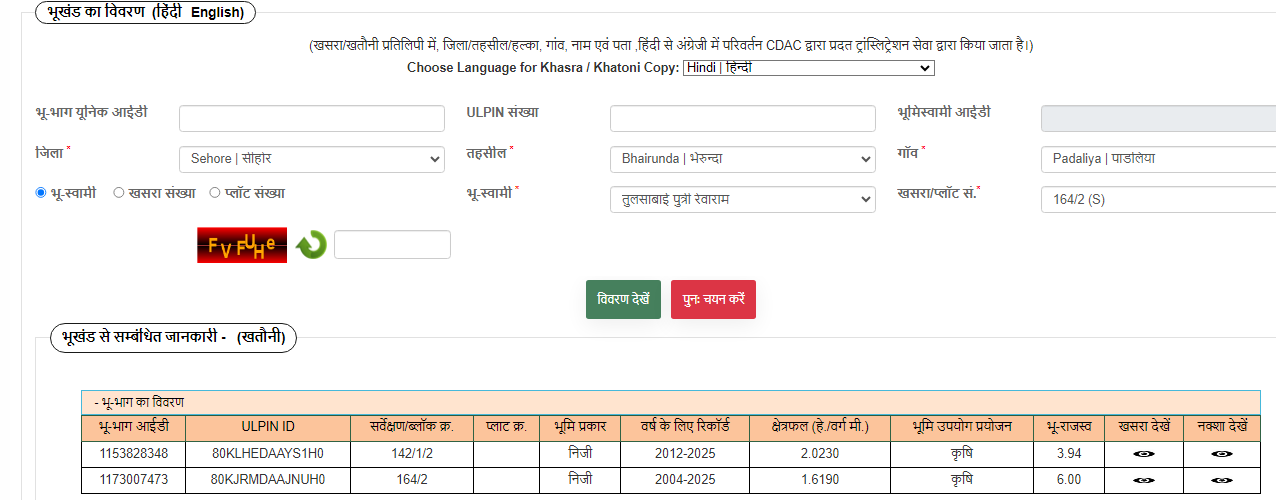 भूखंड का विवरण (हिंदी English)
(खसरा/खतौनी प्रतिलिपी में, जिला/तहसील/हल्का, गांव, नाम एवं पता ,हिंदी से अंग्रेजी में परिवर्तन CDAC द्वारा प्रदत ट्रांस्लिट्रेशन सेवा द्वारा किया जाता है।)
Choose Language for Khasra / Khatoni Copy: Hindi | हिन्दी
भू-भाग यूनिक आईडी ULPIN संख्या भूमिस्वामी आईडी
जिला * Sehore | सीहोर तहसील * Bhairunda | भेरुन्दा गाँव * Padaliya | पाडलिया
भू-स्वामी खसरा संख्या प्लॉट संख्या भू-स्वामी * तुलसाबाई पुत्री रेवाराम खसरा/प्लॉट सं.* 164/2 (S)
FVFUHe
विवरण देखें पुनः चयन करें
भूखंड से सम्बंधित जानकारी - (खतौनी)
- भू-भाग का विवरण
भू-भाग आईडी ULPIN ID सर्वेक्षण/ब्लॉक क्र. प्लाट क्र. भूमि प्रकार वर्ष के लिए रिकॉर्ड क्षेत्रफल (हे./वर्ग मी.) भूमि उपयोग प्रयोजन भू-राजस्व खसरा देखें नक्शा देखें
1153828348 80KLHEDAAYS1H0 142/1/2 निजी 2012-2025 2.0230 कृषि 3.94
1173007473 80KJRMDAAJNUH0 164/2 निजी 2004-2025 1.6190 कृषि 6.00